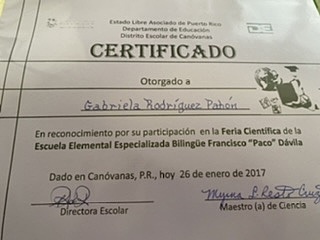 Estado Libre Asociado de Puerto Rico
Departamento de Educación
Distrito Escolar de Canóvanas
CERTIFICADO
Otorgado a
Gabriela Rodríguez Pahón
En reconocimiento por su participación en la Feria Científica de la
Escuela Elemental Especializada Bilingüe Francisco "Paco" Dávila
Dado en Canóvanas, P.R., hoy 26 de enero de 2017
Directora Escolar
Maestro (a) de Ciencia